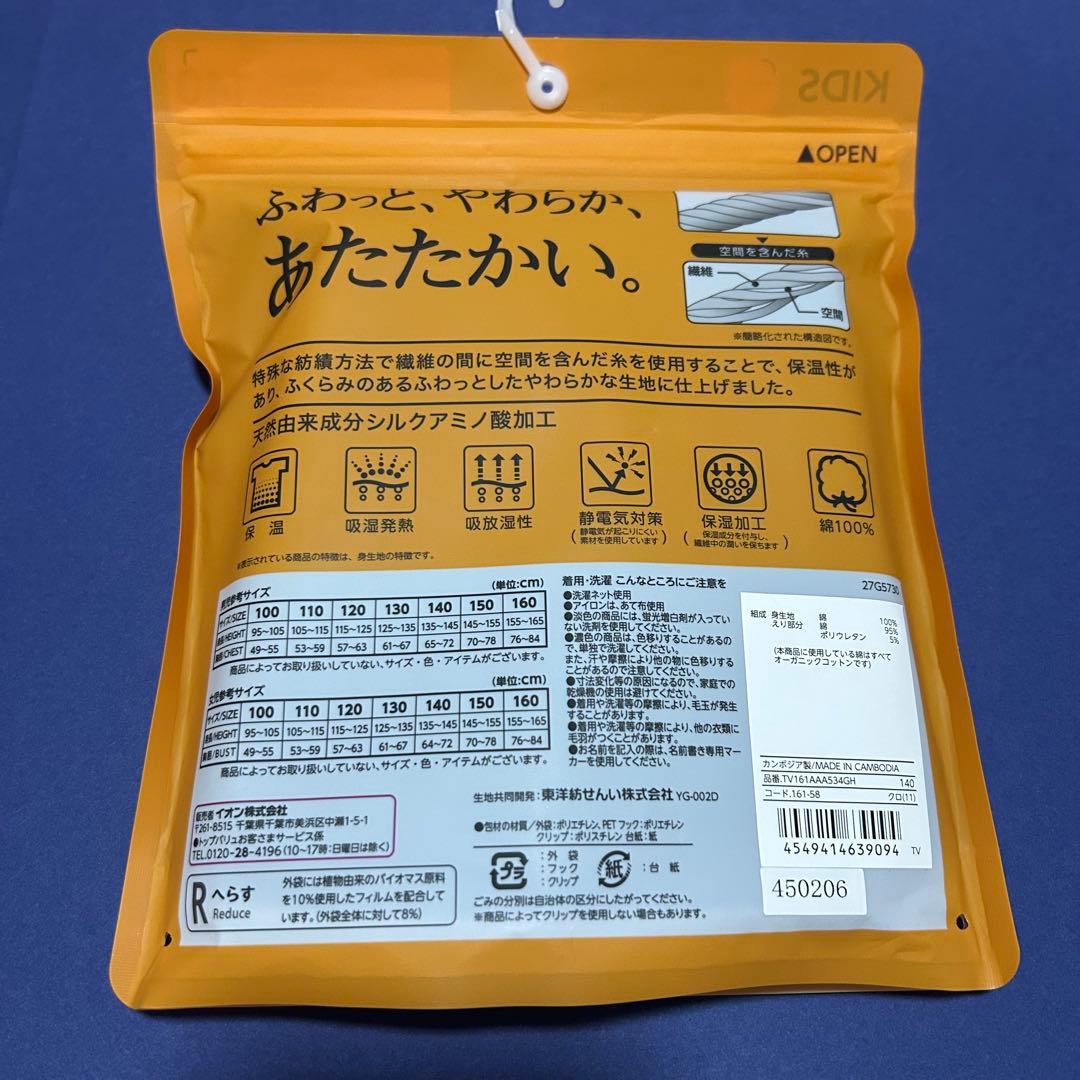 KIDS
▲OPEN
ふわっと、やわらか、
あたたかい。
空間を含んだ糸
繊維
空間
※簡略化された構造図です。
特殊な紡績方法で繊維の間に空間を含んだ糸を使用することで、保温性が
あり、ふくらみのあるふわっとしたやわらかな生地に仕上げました。
天然由来成分シルクアミノ酸加工
保温
吸湿発熱
吸放湿性
静電気対策
(静電気が起こりにくい
素材を使用しています)
保湿加工
(保湿成分を付与し、
繊維中の潤いを保ちます)
綿100%
※表示されている商品の特徴は、身生地の特徴です。
男児参考サイズ (単位:cm)
サイズ/SIZE 100 110 120 130 140 150 160
身長/HEIGHT 95~105 105~115 115~125 125~135 135~145 145~155 155~165
胸囲/CHEST 49~55 53~59 57~63 61~67 65~72 70~78 76~84
商品によってお取り扱いしていない、サイズ・色・アイテムがございます。
女児参考サイズ (単位:cm)
サイズ/SIZE 100 110 120 130 140 150 160
身長/HEIGHT 95~105 105~115 115~125 125~135 135~145 145~155 155~165
胸囲/BUST 49~55 53~59 57~63 61~67 64~72 70~78 76~84
商品によってお取り扱いしていない、サイズ・色・アイテムがございます。
販売者 イオン株式会社
〒261-8515 千葉県千葉市美浜区中瀬1-5-1
●トップバリュお客さまサービス係
TEL.0120-28-4196(10~17時:日曜日は除く)
R へらす
Reduce
外袋には植物由来のバイオマス原料
を10%使用したフィルムを配合して
います。(外袋全体に対して8%)
着用・洗濯 こんなところにご注意を
●洗濯ネット使用
●アイロンは、あて布使用
●淡色の商品には、蛍光増白剤が入ってい
ない洗剤を使用してください。
●濃色の商品は、色移りすることがあるの
で、単独で洗濯してください。
また、汗や摩擦により他の物に色移りする
ことがあるので注意してください。
●寸法変化等の原因になるので、家庭での
乾燥機の使用は避けてください。
●着用や洗濯等の摩擦により、毛玉が発生
することがあります。
●着用や洗濯等の摩擦により、他の衣類に
毛羽がつくことがあります。
●お名前を記入の際は、名前書き専用マー
カーを使用してください。
生地共同開発:東洋紡せんい株式会社 YG-002D
●包材の材質/外袋:ポリエチレン、PET フック:ポリエチレン
クリップ:ポリスチレン 台紙:紙
プラ
:外袋
:フック
:クリップ
紙
:台紙
ごみの分別は自治体の区分にしたがってください。
※商品によってクリップを使用しない場合もあります。
27G5730
組成 身生地 綿 100%
えり部分 綿 95%
ポリウレタン 5%
(本商品に使用している綿はすべて
オーガニックコットンです)
カンボジア製/MADE IN CAMBODIA
品番.TV161AAA534GH 140
コード.161-58 クロ(11)
4549414639094 TV
450206